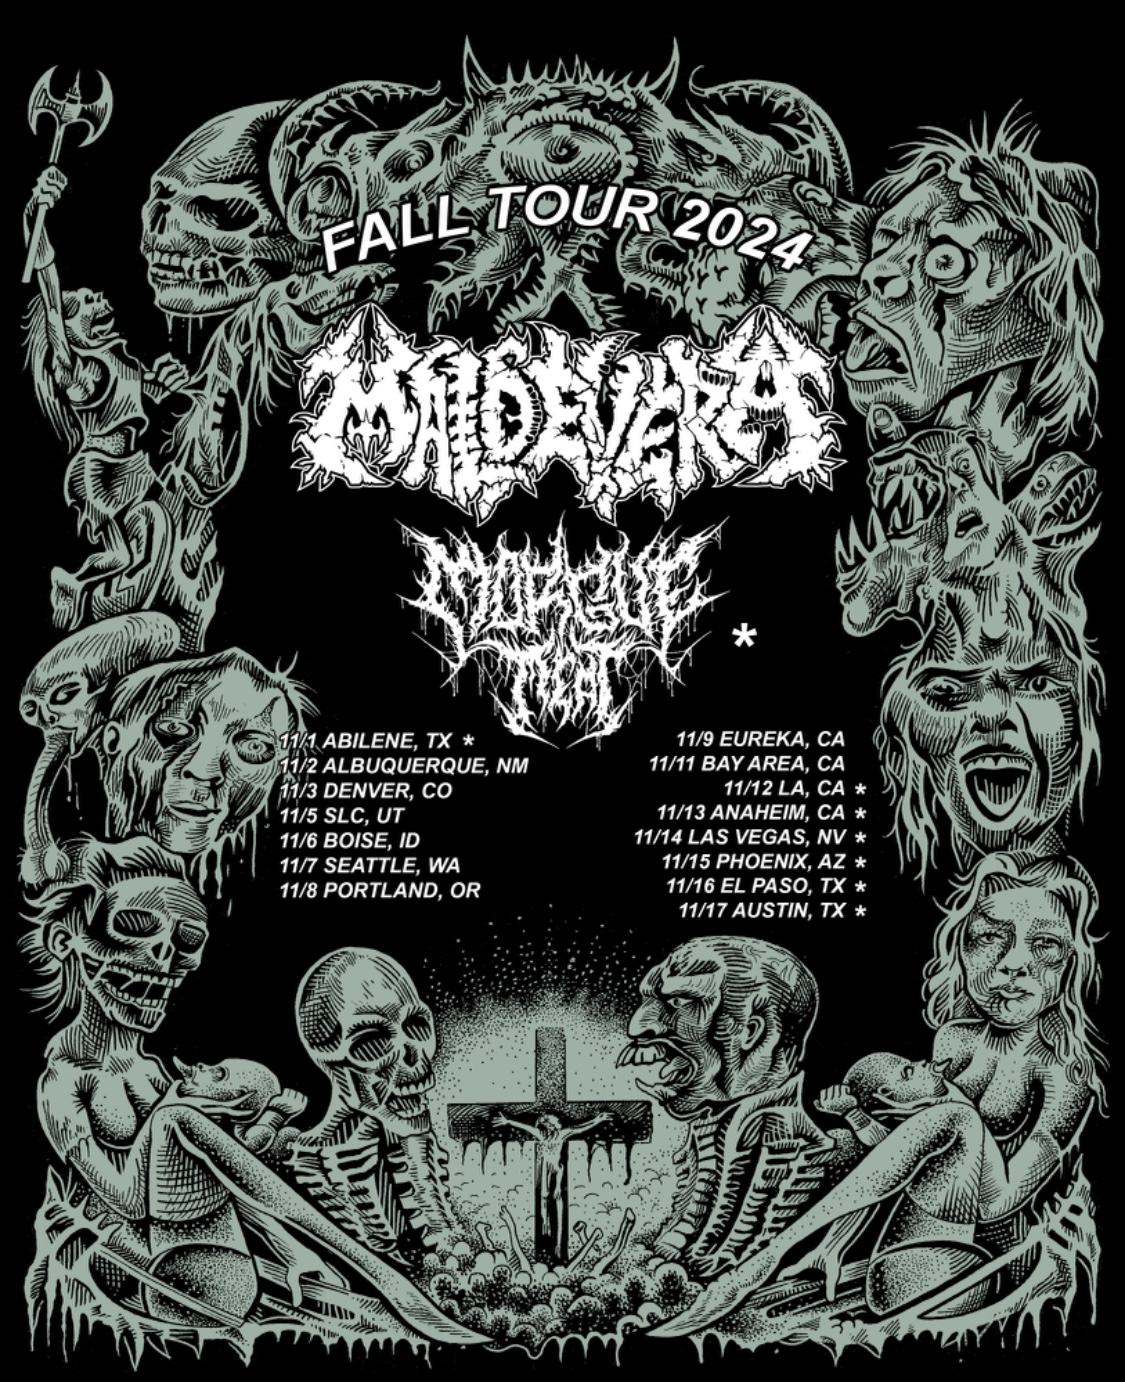 FALL TOUR 2024
MALDEVERA
MORGUE
MEAT
*
11/1 ABILENE, TX *
11/2 ALBUQUERQUE, NM
11/3 DENVER, CO
11/5 SLC, UT
11/6 BOISE, ID
11/7 SEATTLE, WA
11/8 PORTLAND, OR
11/9 EUREKA, CA
11/11 BAY AREA, CA
11/12 LA, CA *
11/13 ANAHEIM, CA *
11/14 LAS VEGAS, NV *
11/15 PHOENIX, AZ *
11/16 EL PASO, TX *
11/17 AUSTIN, TX *